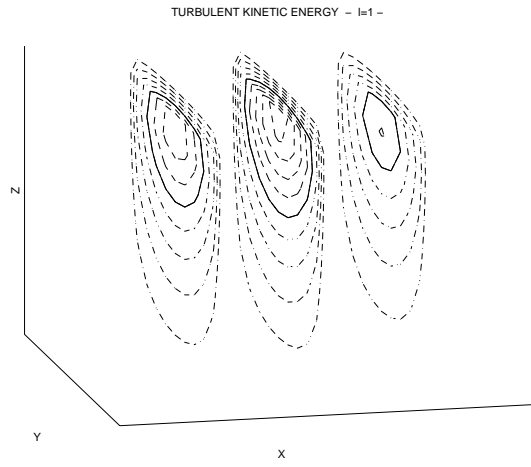 TURBULENT KINETIC ENERGY – l=1 –
Z
Y
X